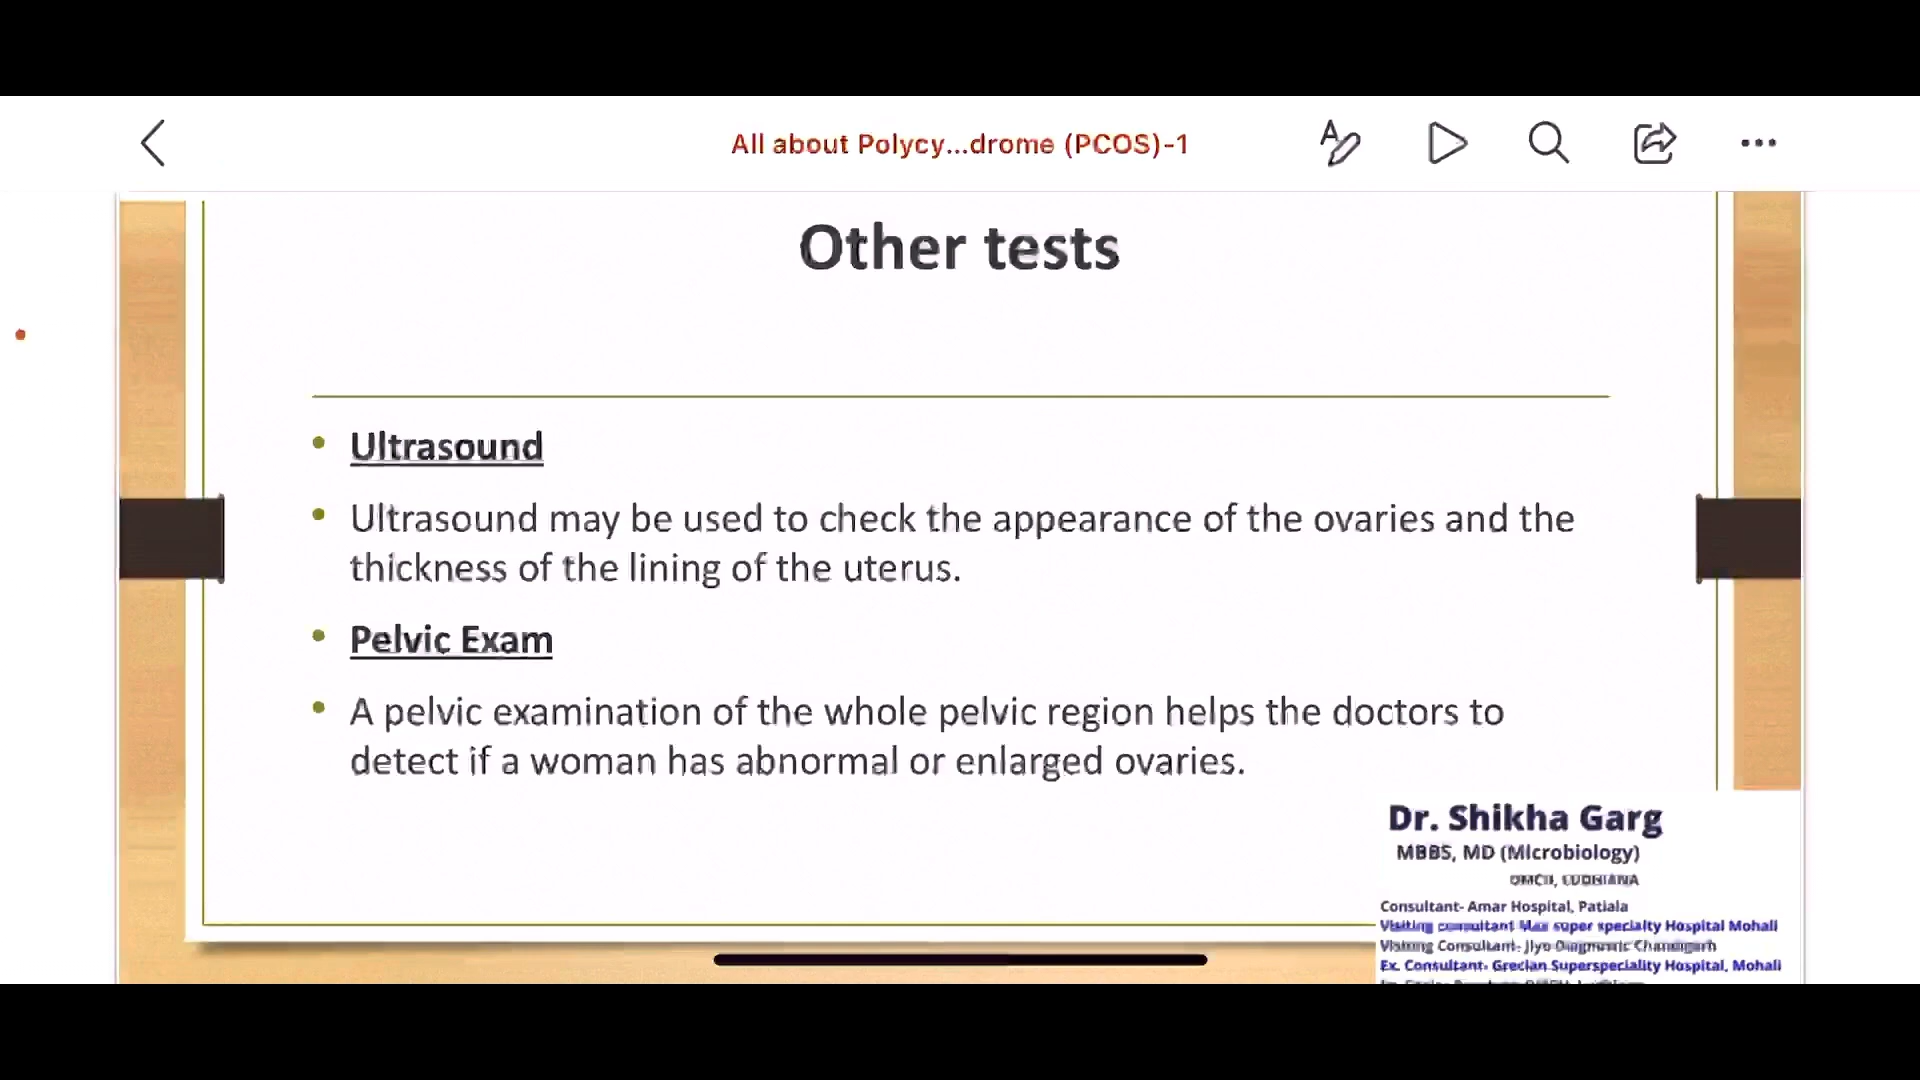 All about Polycy...drome (PCOS)-1
Other tests
• Ultrasound
• Ultrasound may be used to check the appearance of the ovaries and the
thickness of the lining of the uterus.
• Pelvic Exam
• A pelvic examination of the whole pelvic region helps the doctors to
detect if a woman has abnormal or enlarged ovaries.
Dr. Shikha Garg
MBBS, MD (Microbiology)
LUDHIANA
Consultant- Amar Hospital, Patiala
Visiting consultant Max super specialty Hospital Mohali
Visiting Consultant- Jiyo Diagnostic Chandigarh
Ex. Consultant- Grecian Superspeciality Hospital, Mohali